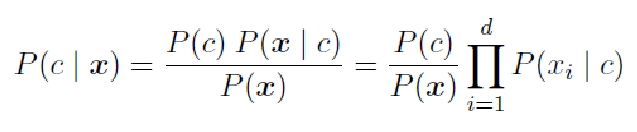 P(c | x) = P(c) P(x | c) / P(x) = P(c) / P(x) ∏_{i=1}^{d} P(x_i | c)